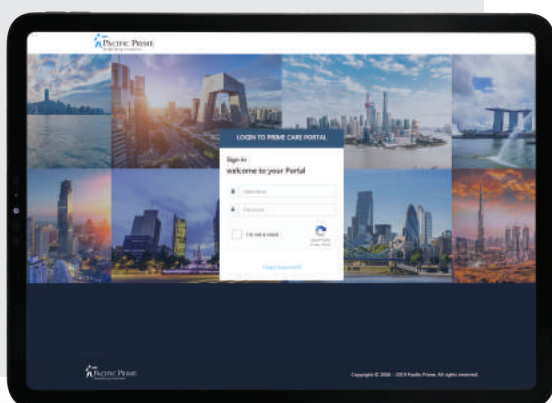 PACIFIC PRIME
LOGIN TO PRIME CARE PORTAL
Sign in
welcome to your Portal
Username
Password
I'm not a robot
Forgot password?
PACIFIC PRIME
Copyright © 2006 - 2019 Pacific Prime. All rights reserved.